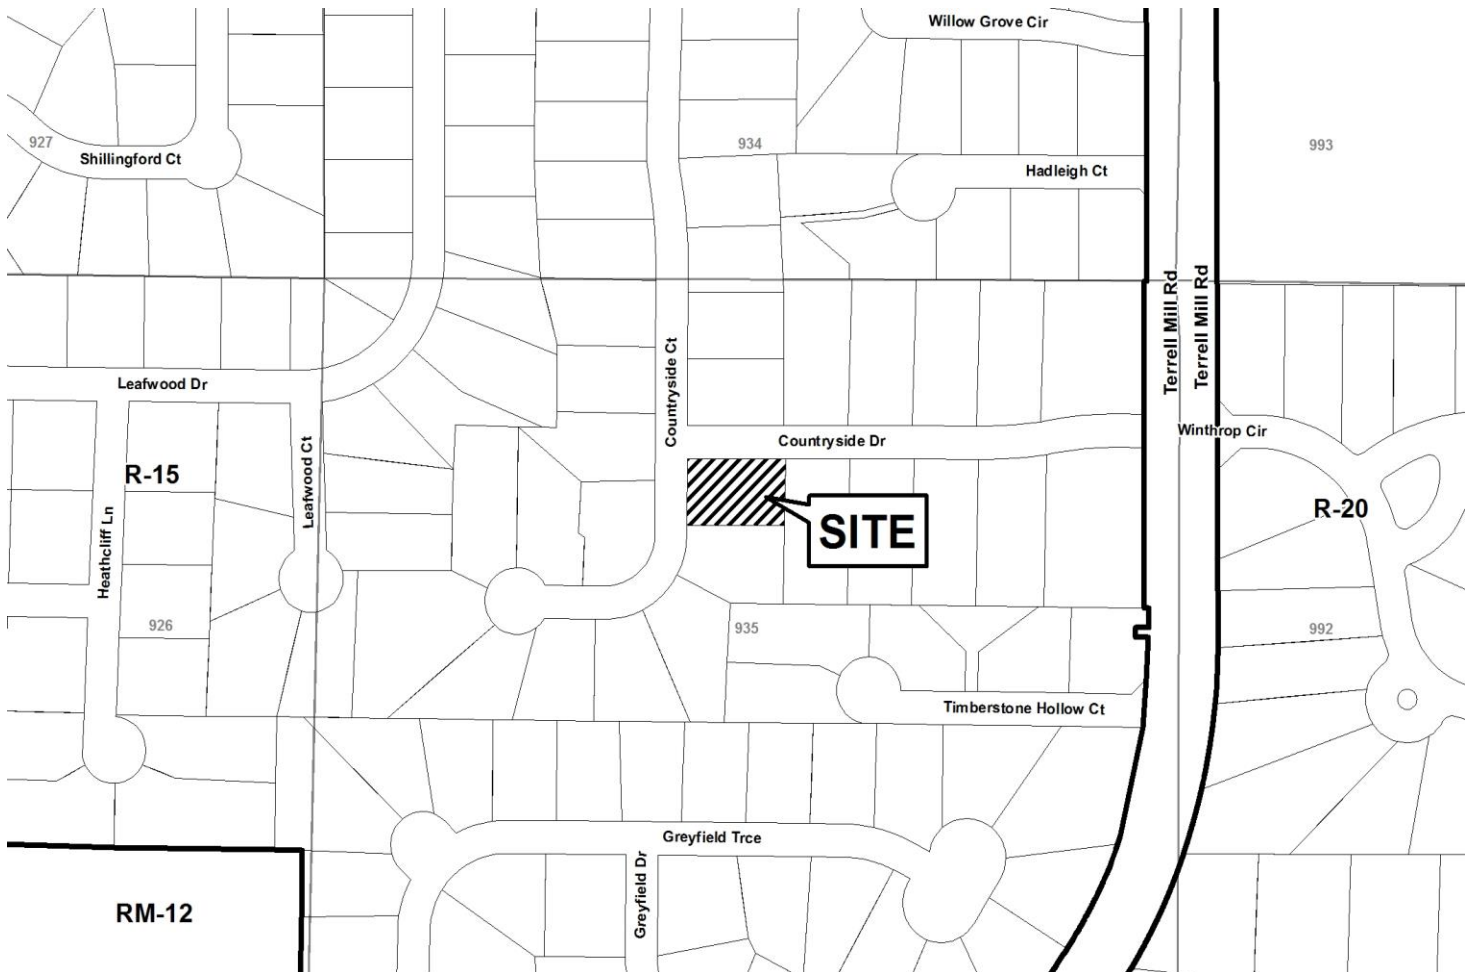 Willow Grove Cir
927
Shillingford Ct
934
993
Hadleigh Ct
Terrell Mill Rd
Terrell Mill Rd
Leafwood Dr
Countryside Ct
Countryside Dr
Winthrop Cir
Leafwood Ct
R-15
Heathcliff Ln
SITE
R-20
926
935
992
Timberstone Hollow Ct
Greyfield Trce
Greyfield Dr
RM-12